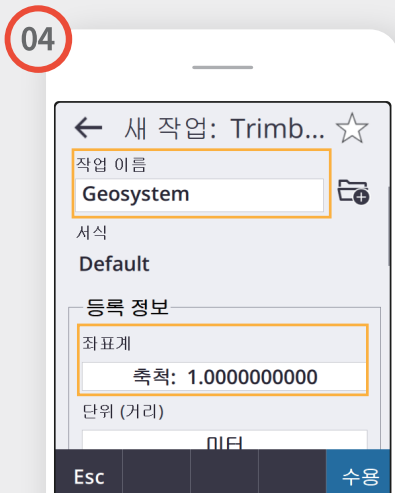 04
새 작업: Trimb...
작업 이름
Geosystem
서식
Default
등록 정보
좌표계
축척: 1.0000000000
단위 (거리)
미터
Esc
수용